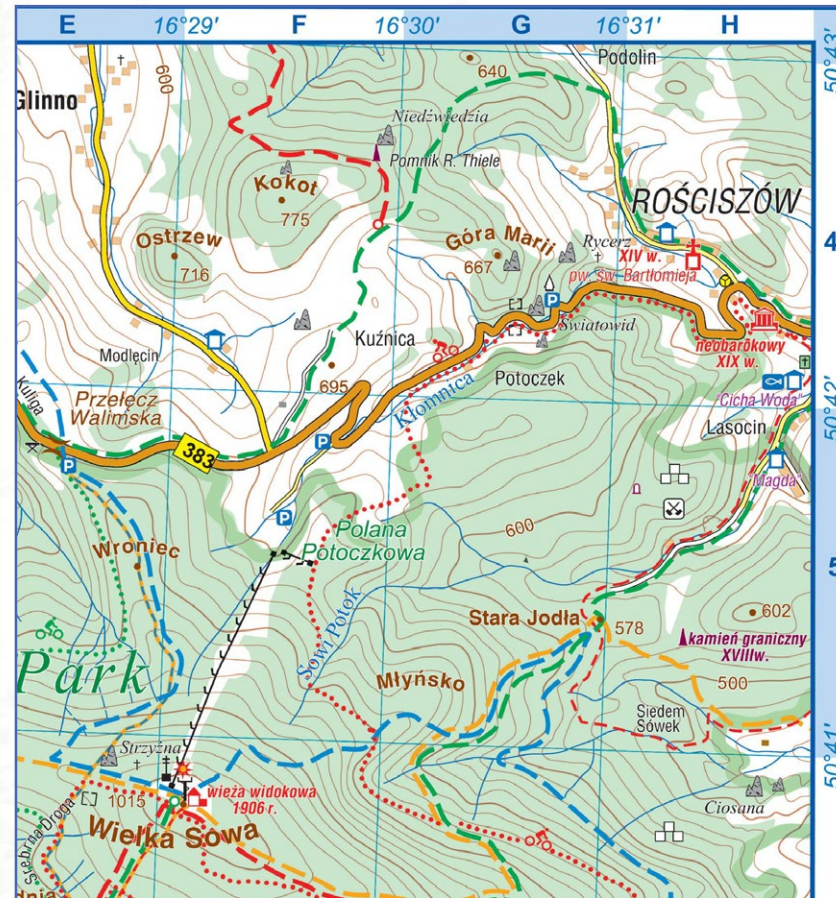 E 16°29' F 16°30' G 16°31' H
50°43'
Podolin
640
600
Glinno
Niedźwiedzia
Pomnik R. Thiele
Kokot
775
ROŚCISZÓW
4
Ostrzew
716
Góra Marii
667
Rycerz
XIV w.
pw. św. Bartłomieja
P
Światowid
Kuźnica
neobarokowy
XIX w.
Modlęcin
695
Potoczek
Kłomnica
"Cicha Woda"
50°42'
Kuliga
Przełęcz
Walimska
Lasocin
383
P
P
"Magda"
P
600
Polana
Potoczkowa
Wroniec
5
Stara Jodła
578
602
kamień graniczny
XVIIIw.
Sowi Potok
Park
Młyńsko
500
Siedem
Sówek
50°41'
Strzyżna
Ciosana
1015
wieża widokowa
1906 r.
Wielka Sowa
Srebrna Droga